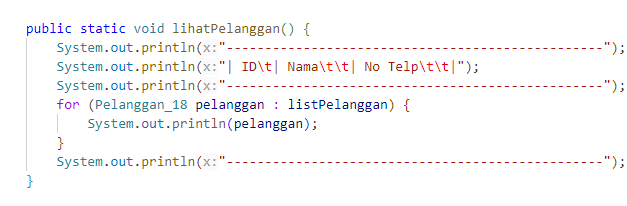 public static void lihatPelanggan() {
    System.out.println(x:"-------------------------------------------------");
    System.out.println(x:"| ID\t| Nama\t\t| No Telp\t\t|");
    System.out.println(x:"-------------------------------------------------");
    for (Pelanggan_18 pelanggan : listPelanggan) {
        System.out.println(pelanggan);
    }
    System.out.println(x:"-------------------------------------------------");
}